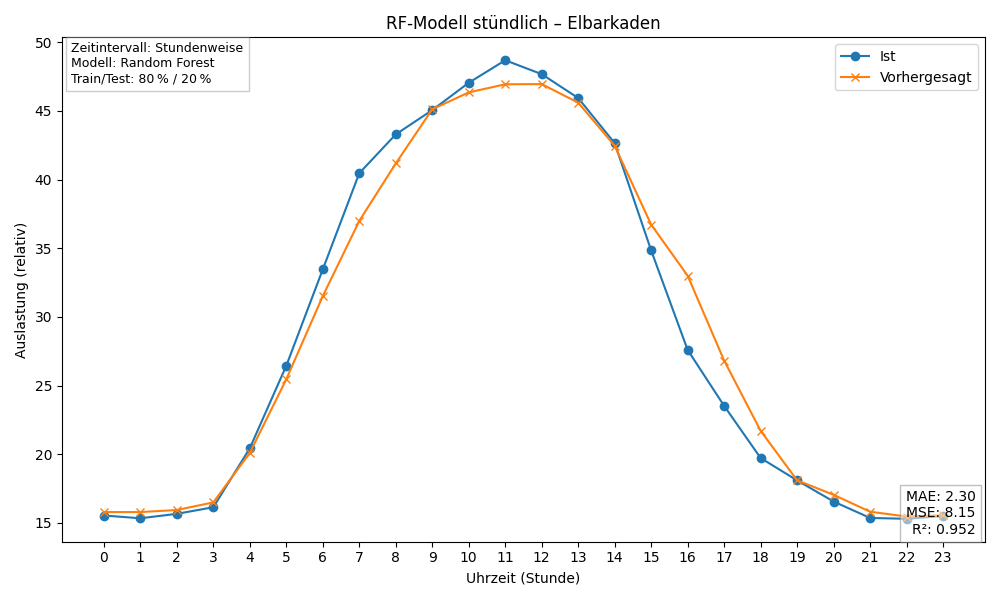 RF-Modell stündlich – Elbarkaden
Zeitintervall: Stundenweise
Modell: Random Forest
Train/Test: 80 % / 20 %
Ist
Vorhergesagt
Auslastung (relativ)
50
45
40
35
30
25
20
15
MAE: 2.30
MSE: 8.15
R²: 0.952
0 1 2 3 4 5 6 7 8 9 10 11 12 13 14 15 16 17 18 19 20 21 22 23
Uhrzeit (Stunde)